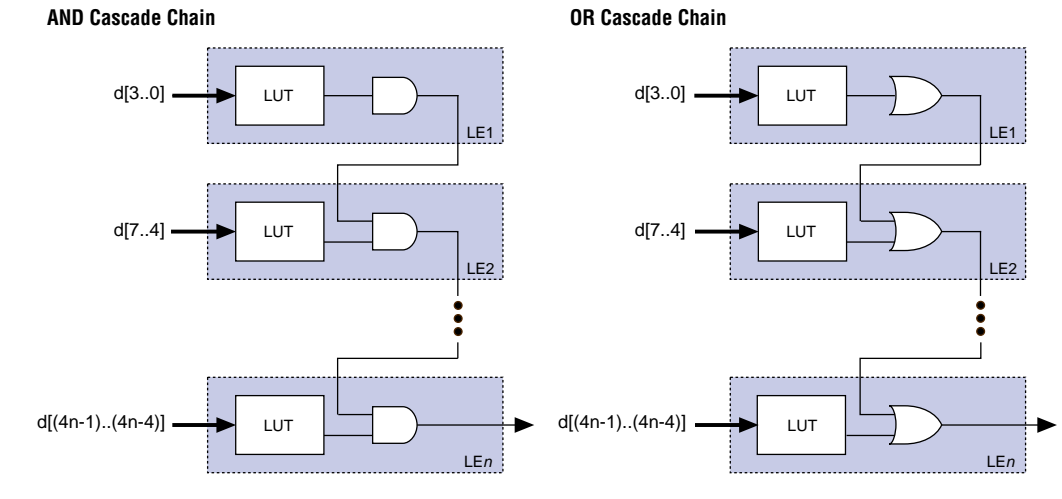 AND Cascade Chain
d[3..0]
LUT
LE1
d[7..4]
LUT
LE2
d[(4n-1)..(4n-4)]
LUT
LEn
OR Cascade Chain
d[3..0]
LUT
LE1
d[7..4]
LUT
LE2
d[(4n-1)..(4n-4)]
LUT
LEn